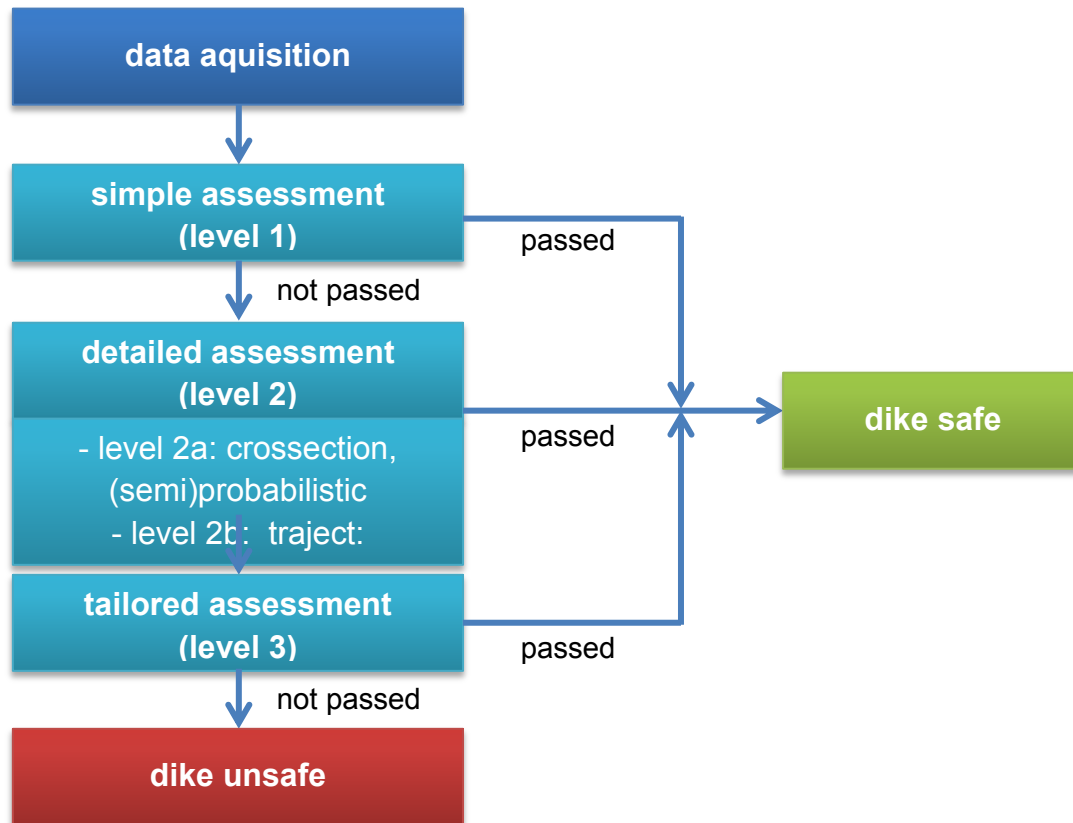 data aquisition
simple assessment
(level 1)
passed
not passed
detailed assessment
(level 2)
passed
dike safe
- level 2a: crossection,
(semi)probabilistic
- level 2b:  traject:
tailored assessment
(level 3)
passed
not passed
dike unsafe